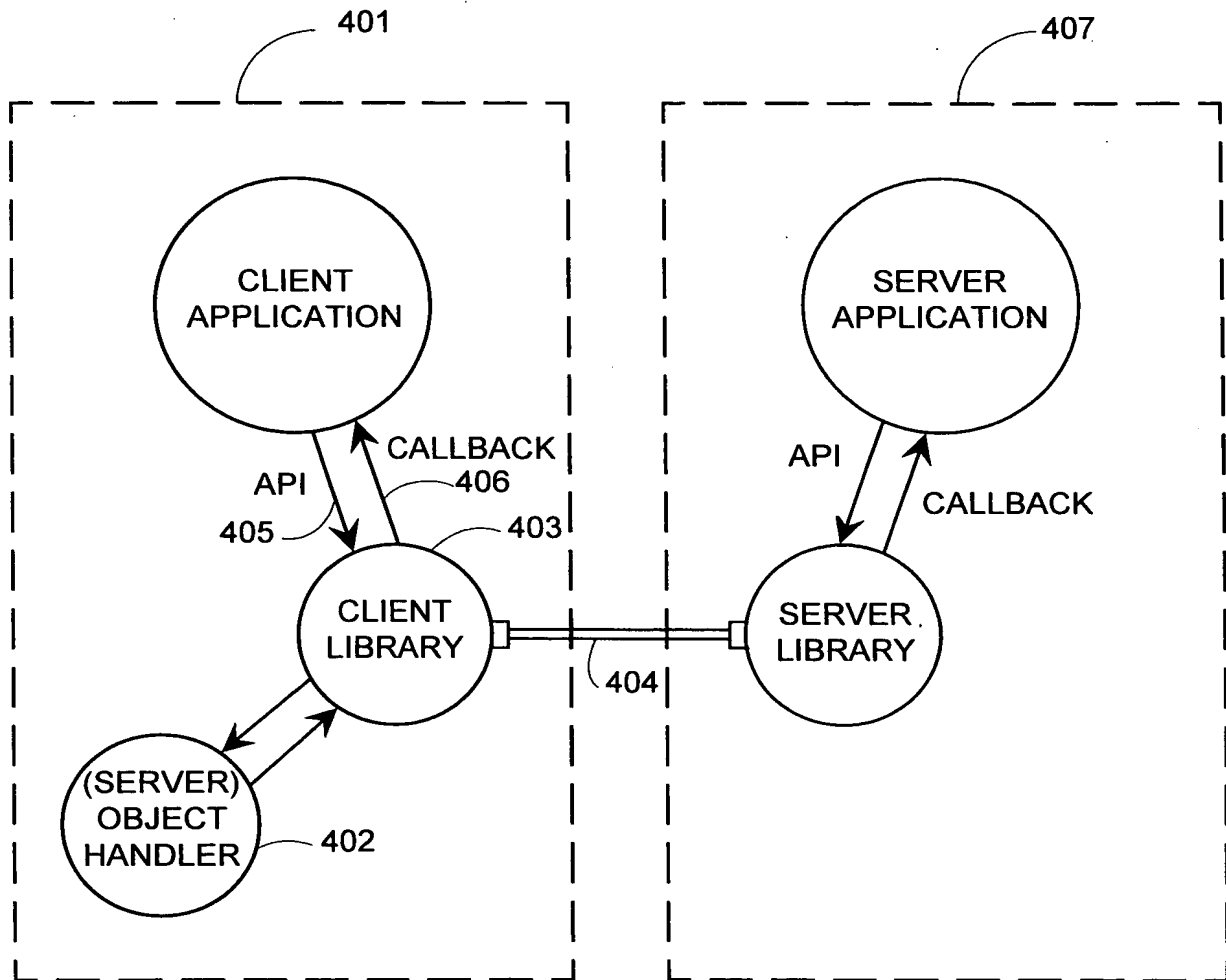 401
407
CLIENT
APPLICATION
SERVER
APPLICATION
API
CALLBACK
405
406
403
API
CALLBACK
CLIENT
LIBRARY
SERVER
LIBRARY
404
(SERVER)
OBJECT
HANDLER
402